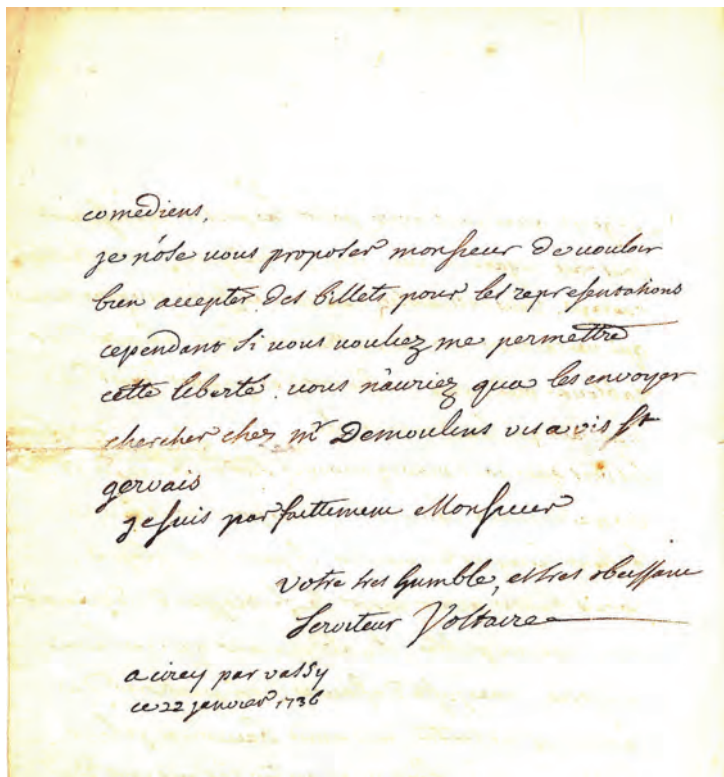 comediens,
je n'ose vous proposer monsieur de vouloir
bien accepter des billets pour les representations
cependant si vous vouliez me permettre
cette liberté. vous n'auriez qua les envoyer
chercher chez mr Demoulins vis a vis st
gervais
je suis parfaittement Monsieur
votre tres humble, et tres obeissant
serviteur Voltaire
a cirey par vassy
ce 22 janvier 1736